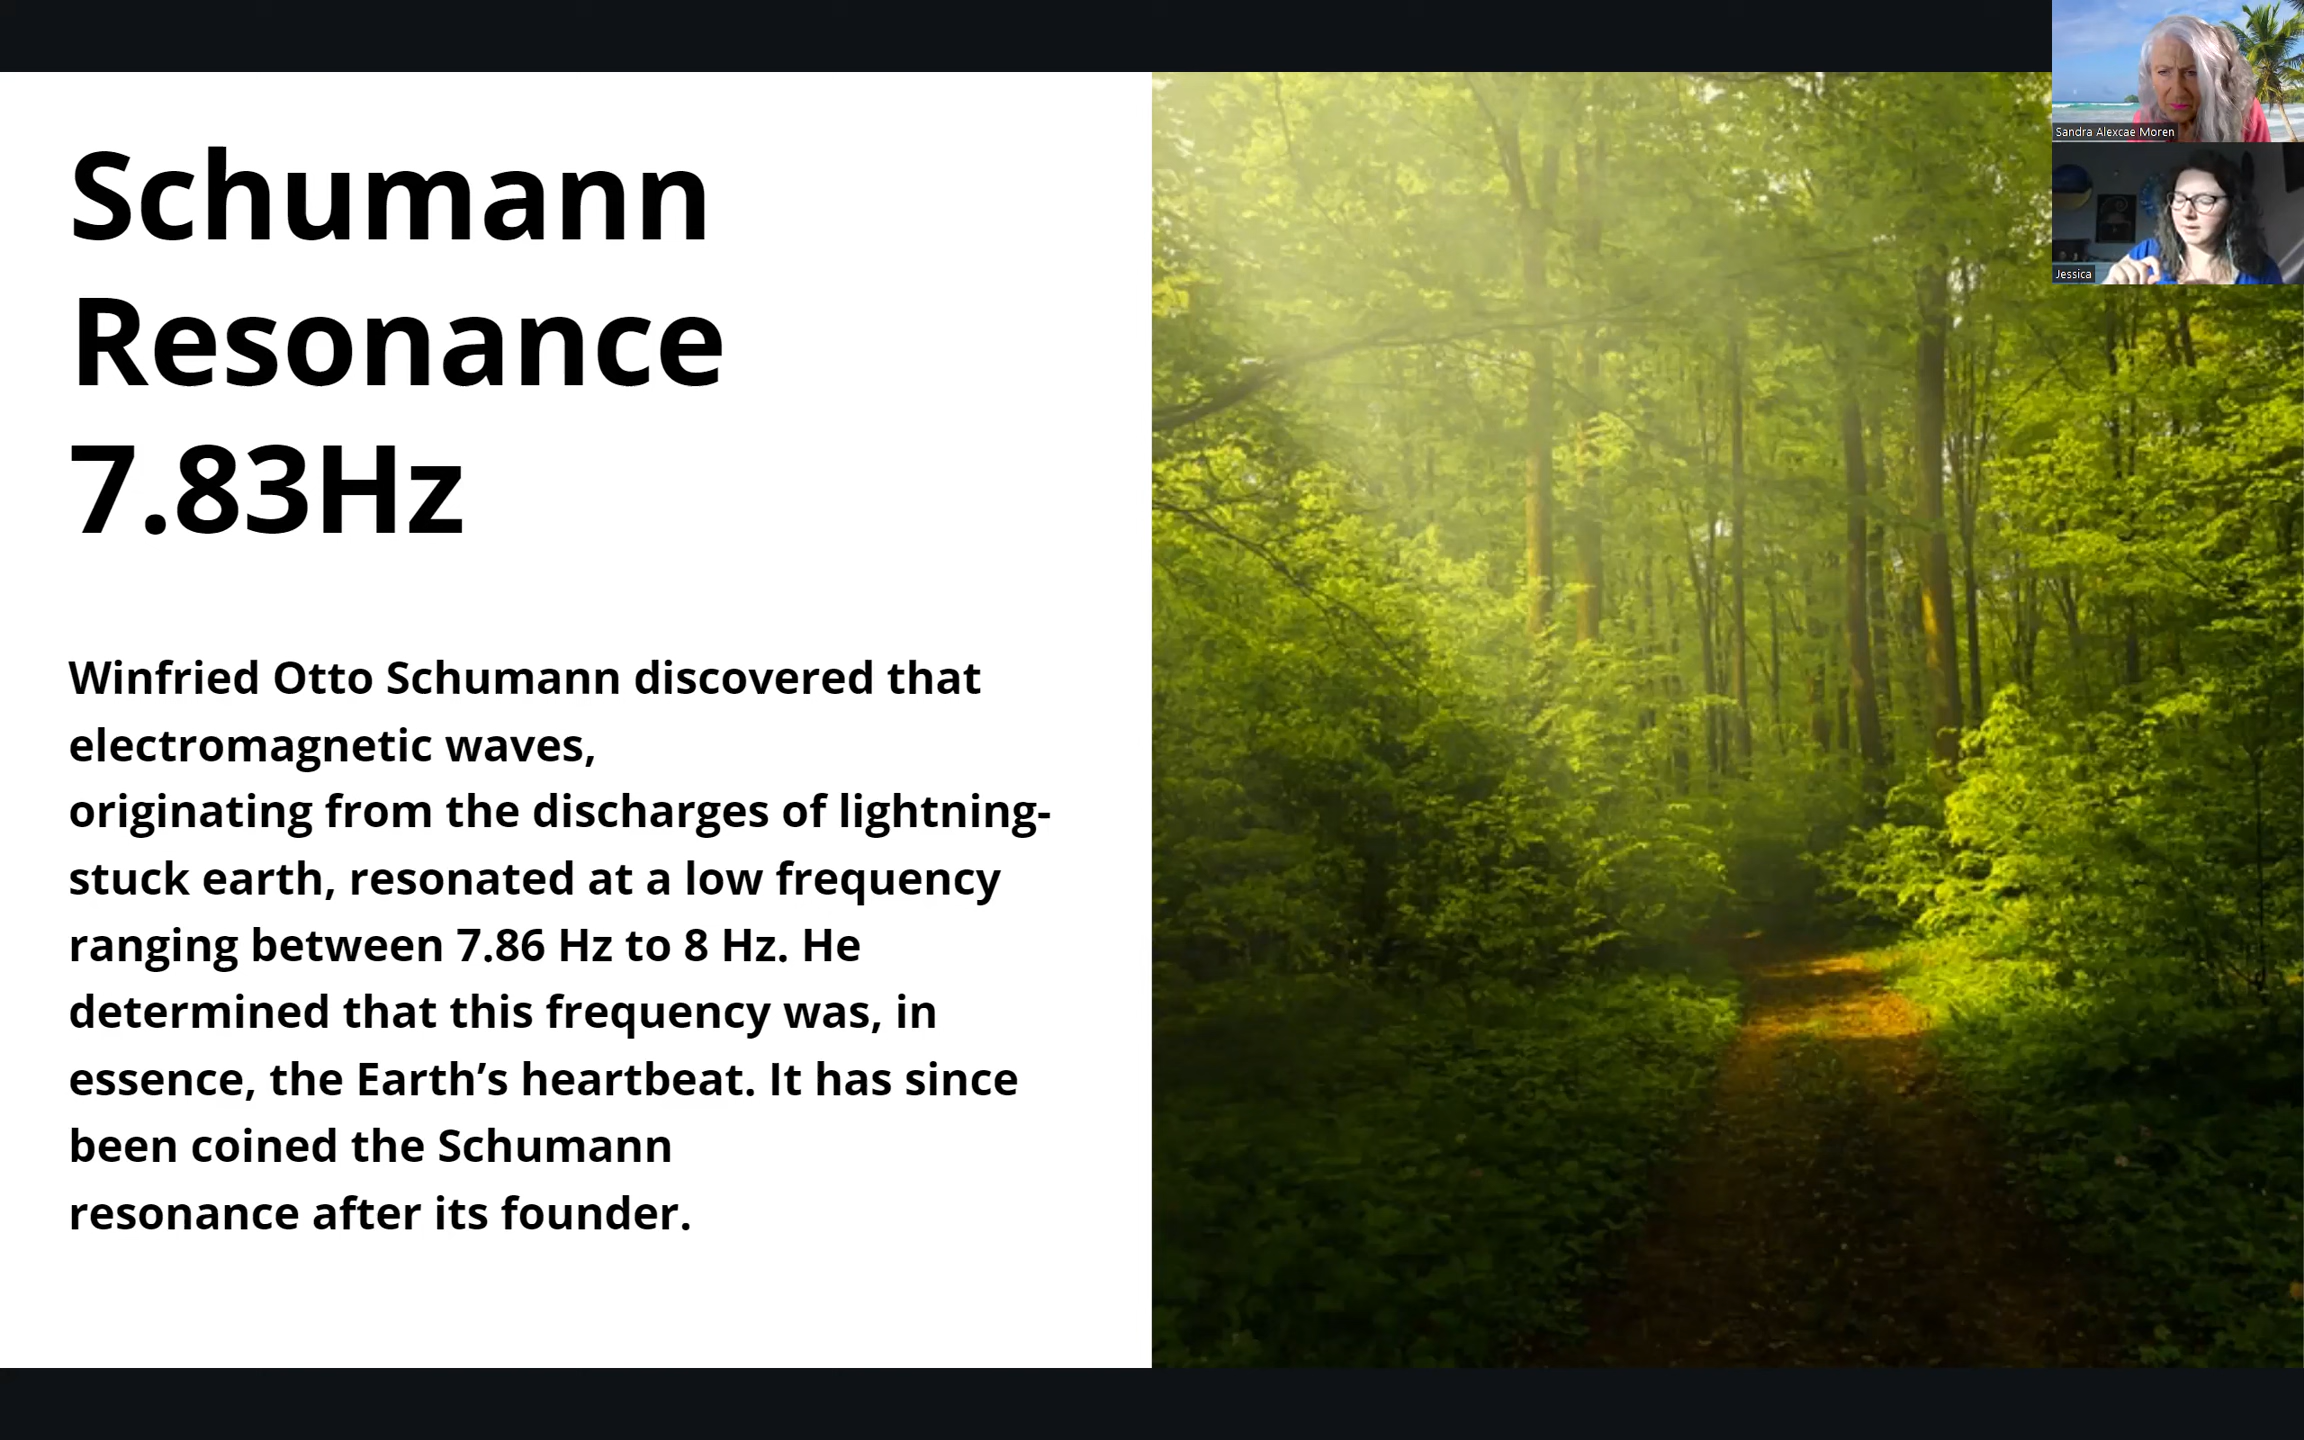 Schumann
Resonance
7.83Hz
Winfried Otto Schumann discovered that
electromagnetic waves,
originating from the discharges of lightning-
stuck earth, resonated at a low frequency
ranging between 7.86 Hz to 8 Hz. He
determined that this frequency was, in
essence, the Earth’s heartbeat. It has since
been coined the Schumann
resonance after its founder.
Sandra Alexcae Moren
Jessica